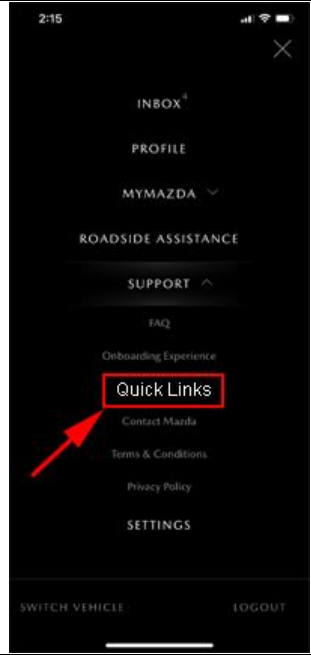 2:15
INBOX 4
PROFILE
MYMAZDA
ROADSIDE ASSISTANCE
SUPPORT
FAQ
Onboarding Experience
Quick Links
Contact Mazda
Terms & Conditions
Privacy Policy
SETTINGS
SWITCH VEHICLE LOGOUT